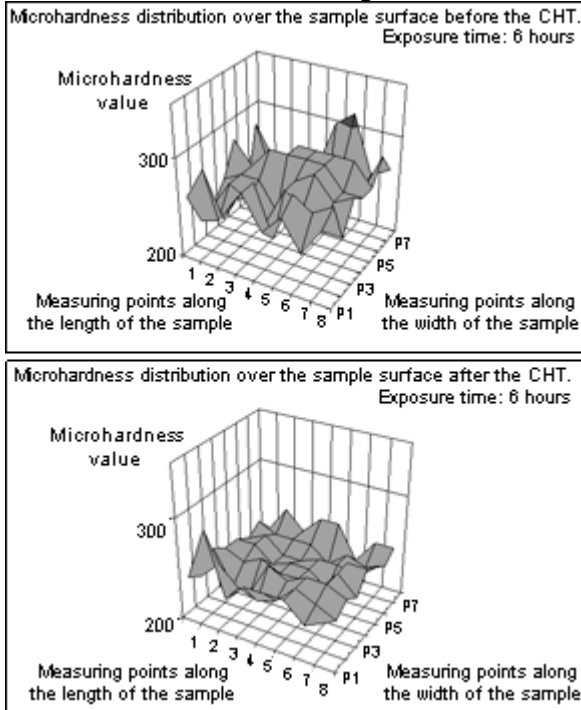 Microhardness distribution over the sample surface before the CHT.
Exposure time: 6 hours
Microhardness
value
300
200
1 2 3 4 5 6 7 8
P1 P3 P5 P7
Measuring points along
the length of the sample
Measuring points along
the width of the sample
Microhardness distribution over the sample surface after the CHT.
Exposure time: 6 hours
Microhardness
value
300
200
1 2 3 4 5 6 7 8
P1 P3 P5 P7
Measuring points along
the length of the sample
Measuring points along
the width of the sample